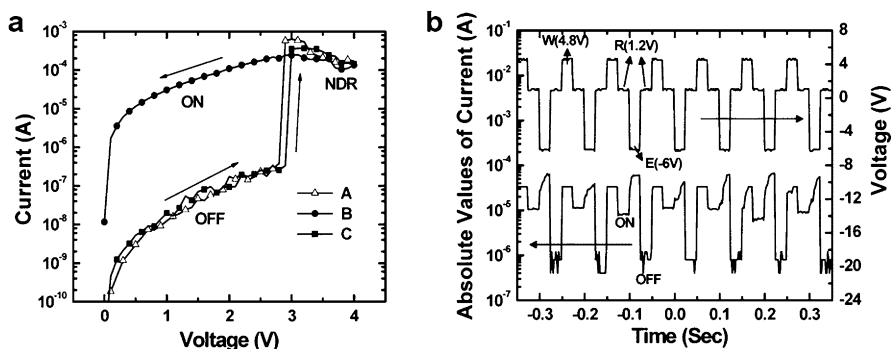 a
Current (A)
10⁻³
10⁻⁴
10⁻⁵
10⁻⁶
10⁻⁷
10⁻⁸
10⁻⁹
10⁻¹⁰
ON
OFF
NDR
A
B
C
0
1
2
3
4
Voltage (V)
b
Absolute Values of Current (A)
10⁻¹
10⁻²
10⁻³
10⁻⁴
10⁻⁵
10⁻⁶
10⁻⁷
W(4.8V)
R(1.2V)
E(-6V)
ON
OFF
8
4
0
-4
-8
-12
-16
-20
-24
Voltage (V)
-0.3
-0.2
-0.1
0.0
0.1
0.2
0.3
Time (Sec)